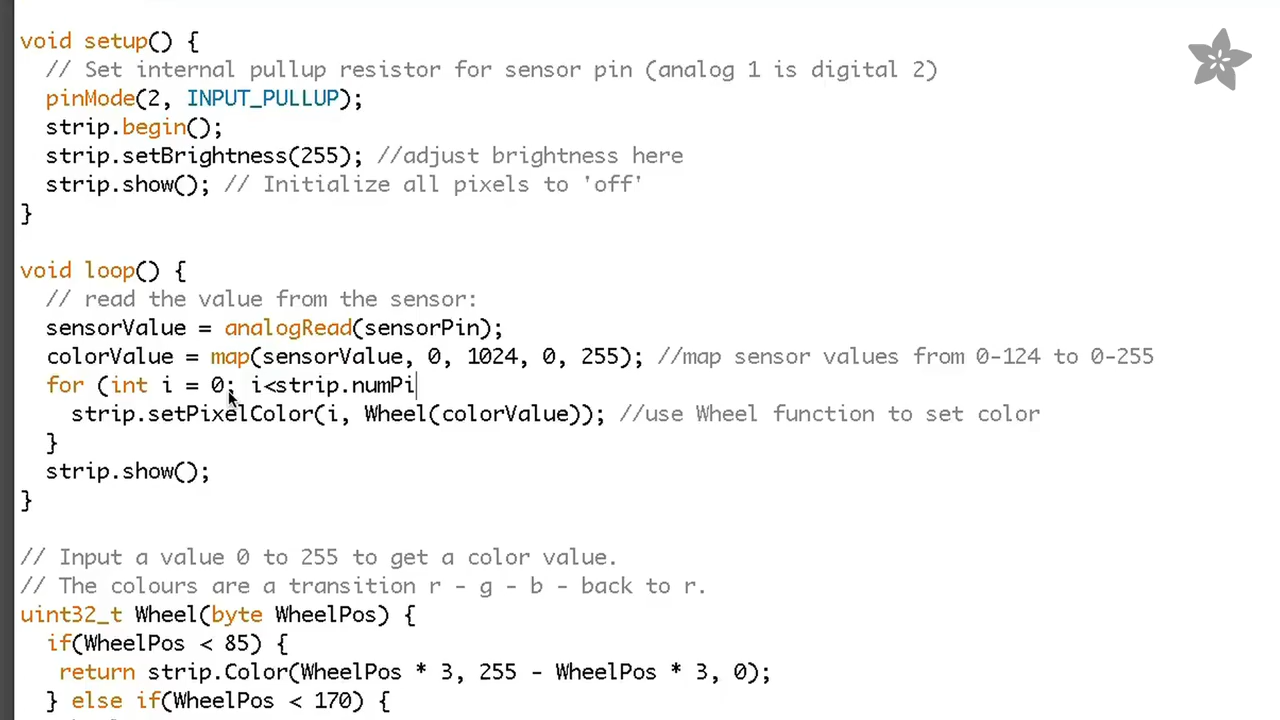 void setup() {
// Set internal pullup resistor for sensor pin (analog 1 is digital 2)
pinMode(2, INPUT_PULLUP);
strip.begin();
strip.setBrightness(255); //adjust brightness here
strip.show(); // Initialize all pixels to 'off'
}
void loop() {
// read the value from the sensor:
sensorValue = analogRead(sensorPin);
colorValue = map(sensorValue, 0, 1024, 0, 255); //map sensor values from 0-124 to 0-255
for (int i = 0; i<strip.numPi
strip.setPixelColor(i, Wheel(colorValue)); //use Wheel function to set color
}
strip.show();
}
// Input a value 0 to 255 to get a color value.
// The colours are a transition r - g - b - back to r.
uint32_t Wheel(byte WheelPos) {
if(WheelPos < 85) {
return strip.Color(WheelPos * 3, 255 - WheelPos * 3, 0);
} else if(WheelPos < 170) {